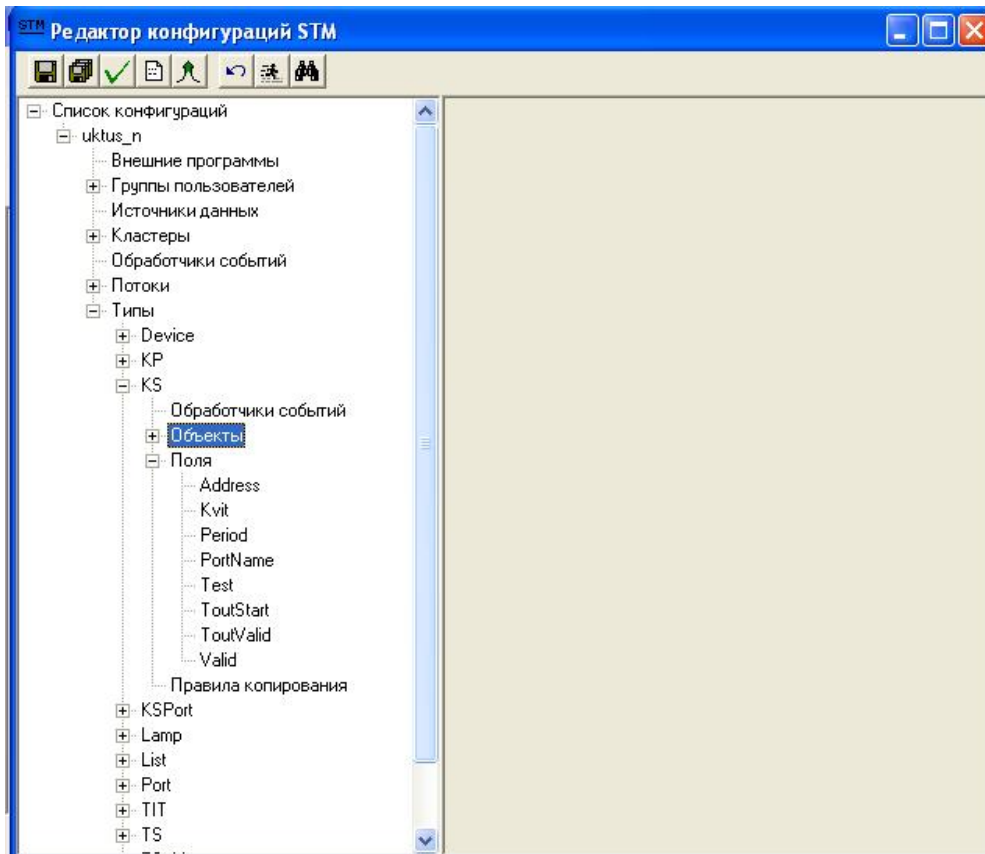 STM Редактор конфигураций STM
Список конфигураций
uktus_n
Внешние программы
Группы пользователей
Источники данных
Кластеры
Обработчики событий
Потоки
Типы
Device
KP
KS
Обработчики событий
Объекты
Поля
Address
Kvit
Period
PortName
Test
ToutStart
ToutValid
Valid
Правила копирования
KSPort
Lamp
List
Port
TIT
TS